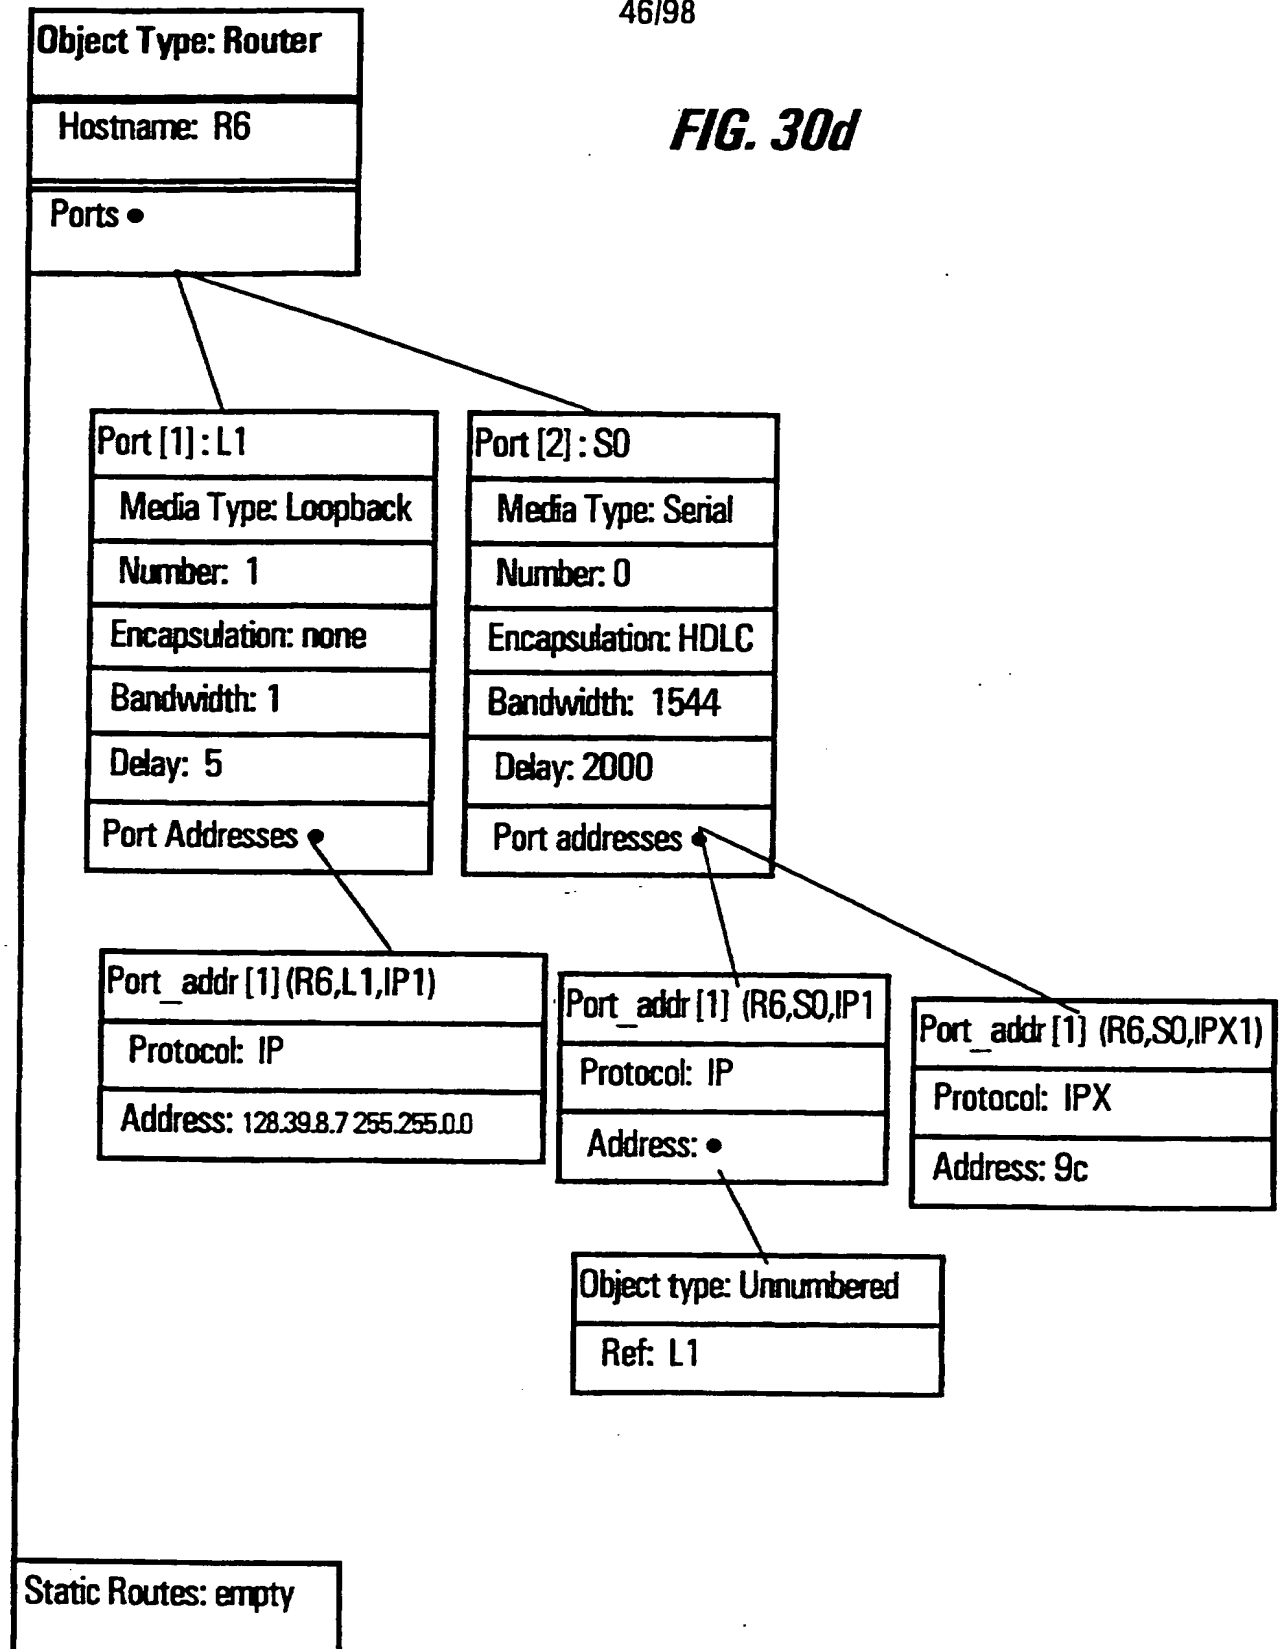 46/98
FIG. 30d
Object Type: Router
Hostname: R6
Ports
Port [1] : L1
Media Type: Loopback
Number: 1
Encapsulation: none
Bandwidth: 1
Delay: 5
Port Addresses
Port [2] : S0
Media Type: Serial
Number: 0
Encapsulation: HDLC
Bandwidth: 1544
Delay: 2000
Port addresses
Port_addr [1] (R6,L1,IP1)
Protocol: IP
Address: 128.39.8.7 255.255.0.0
Port_addr [1] (R6,S0,IP1
Protocol: IP
Address:
Port_addr [1] (R6,S0,IPX1)
Protocol: IPX
Address: 9c
Object type: Unnumbered
Ref: L1
Static Routes: empty